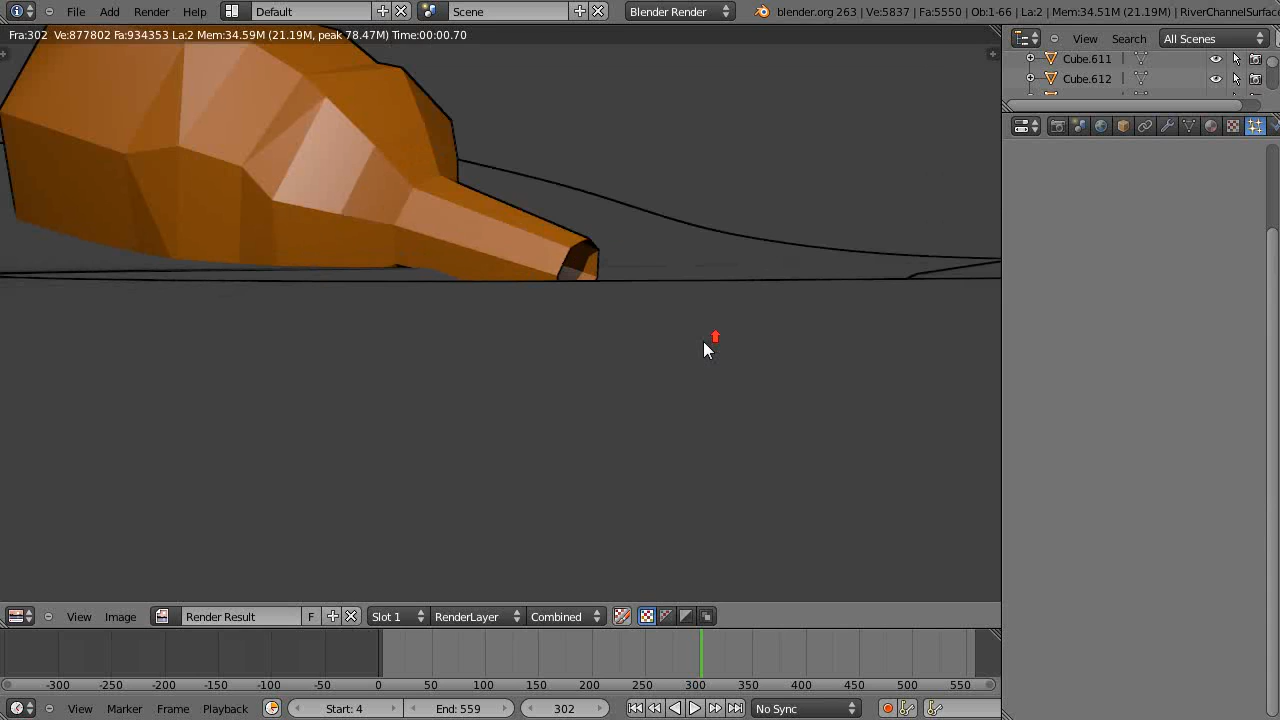 File Add Render Help Default Scene Blender Render blender.org 263 | Ve:5837 | Fa:5550 | Ob:1-66 | La:2 | Mem:34.51M (21.19M) | RiverChannelSurfac
Fra:302 Ve:877802 Fa:934353 La:2 Mem:34.59M (21.19M, peak 78.47M) Time:00:00.70
View Search All Scenes
Cube.611
Cube.612
View Image Render Result F Slot 1 RenderLayer Combined
-300 -250 -200 -150 -100 -50 0 50 100 150 200 250 300 350 400 450 500 550
View Marker Frame Playback Start: 4 End: 559 302 No Sync